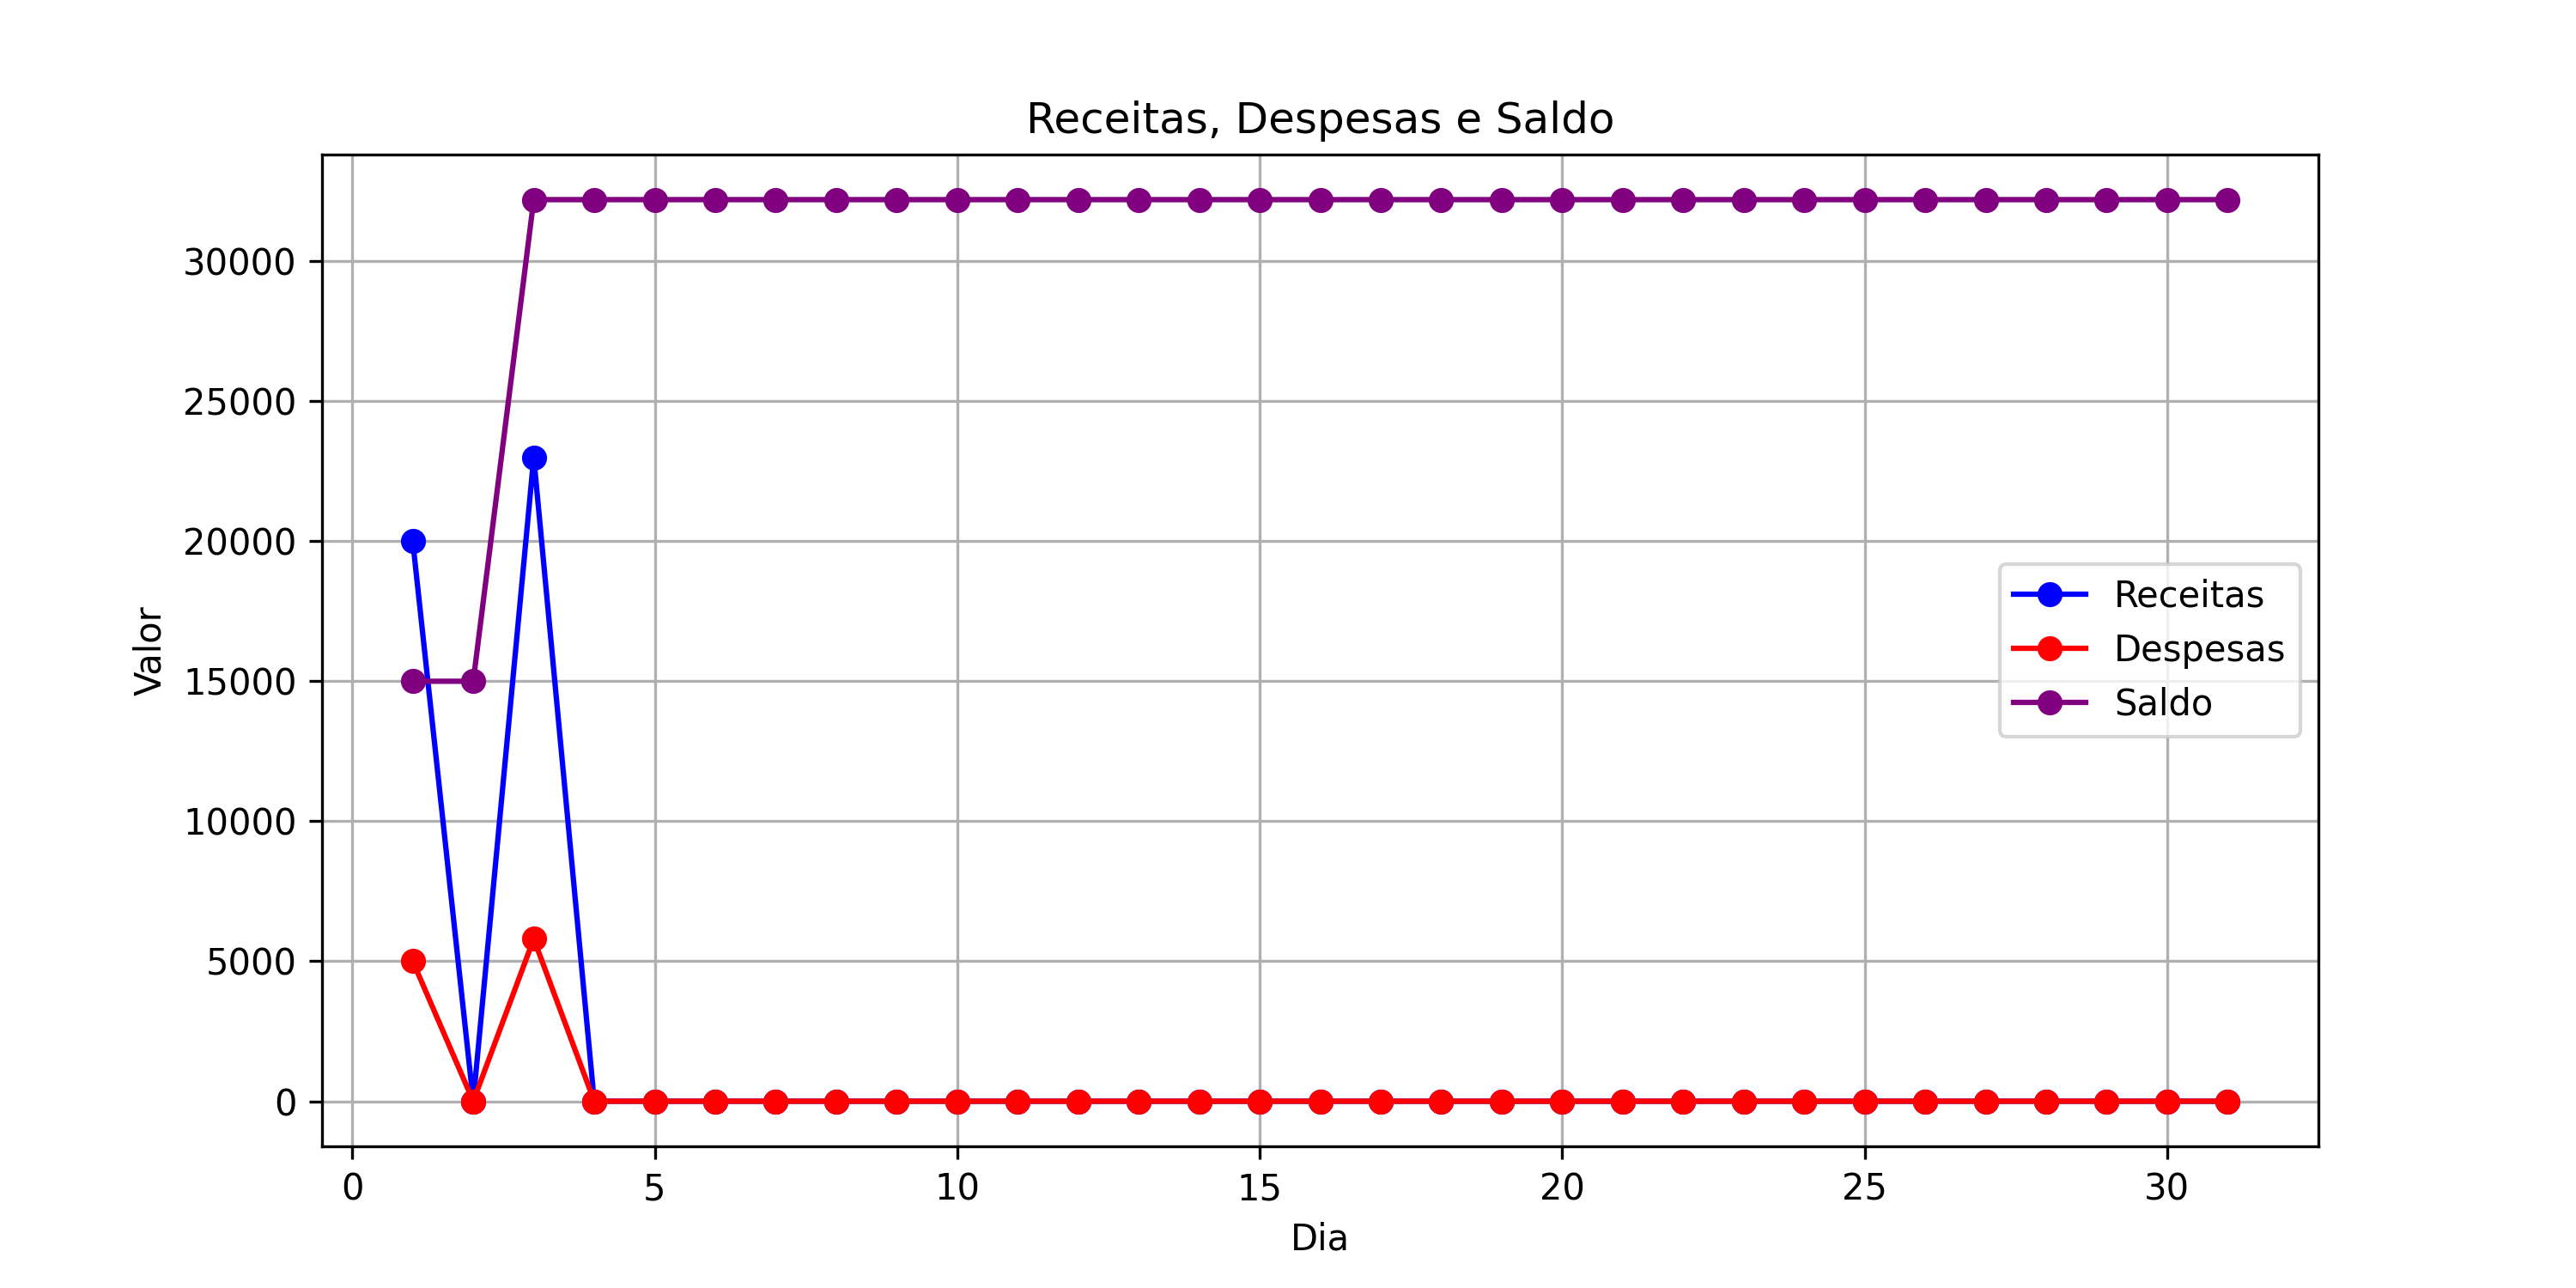 Receitas, Despesas e Saldo
30000
25000
20000
15000
10000
5000
0
Valor
Receitas
Despesas
Saldo
0 5 10 15 20 25 30
Dia